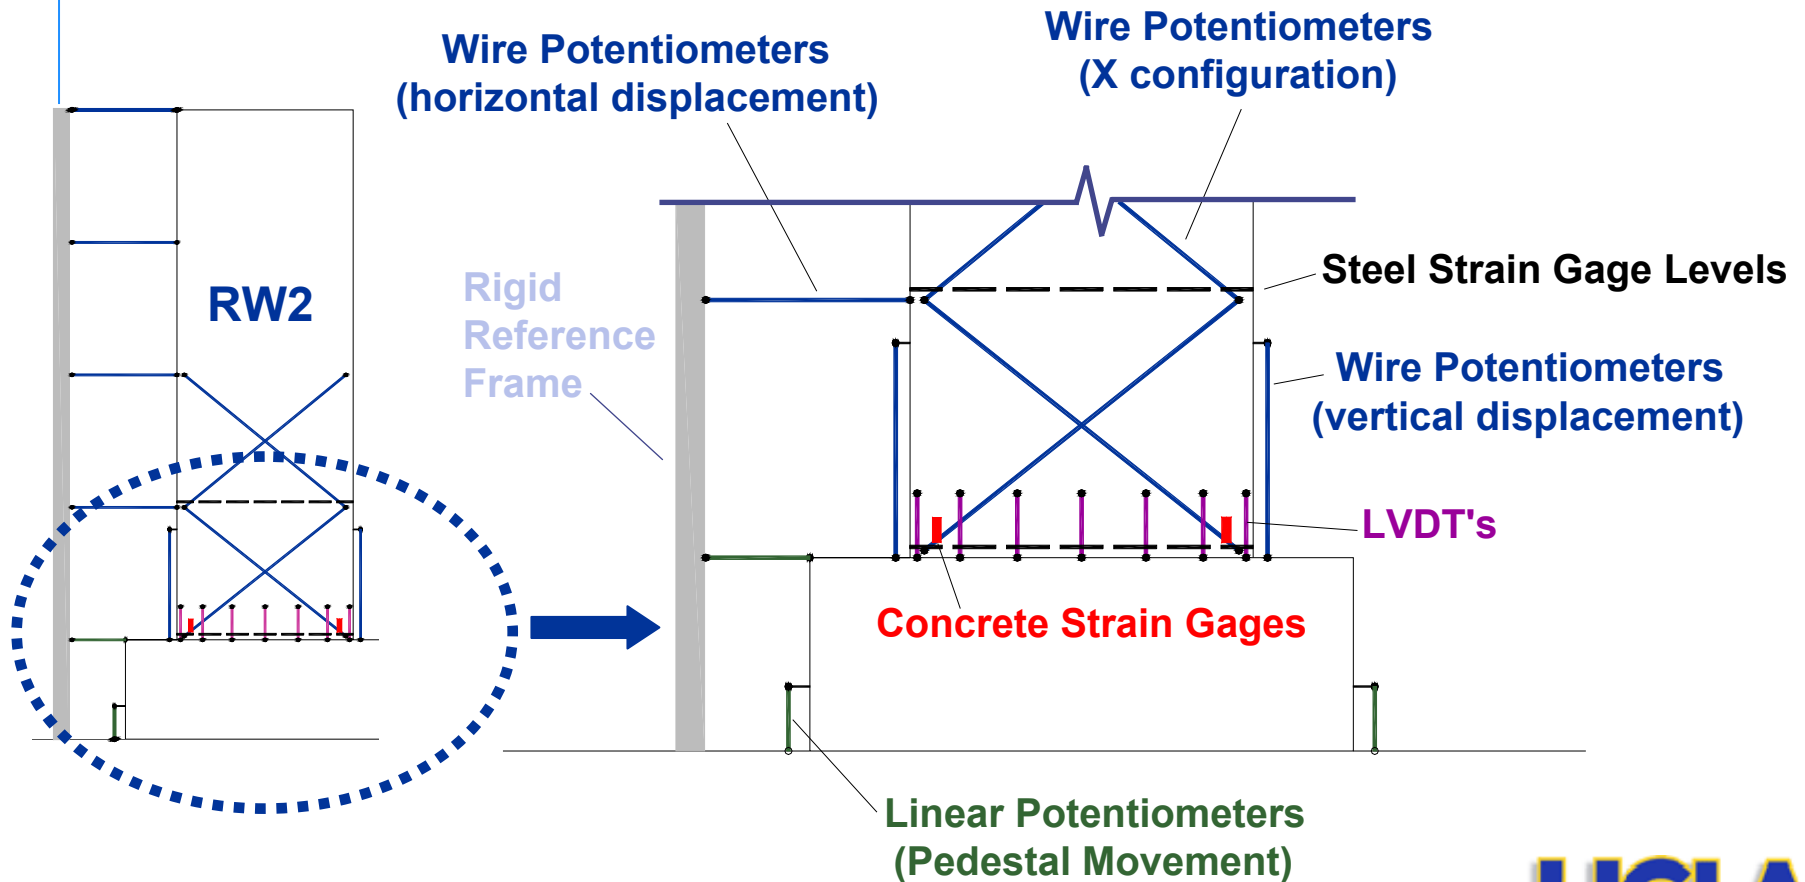 Wire Potentiometers
(horizontal displacement)
Wire Potentiometers
(X configuration)
RW2
Rigid
Reference
Frame
Steel Strain Gage Levels
Wire Potentiometers
(vertical displacement)
LVDT's
Concrete Strain Gages
Linear Potentiometers
(Pedestal Movement)
UCLA